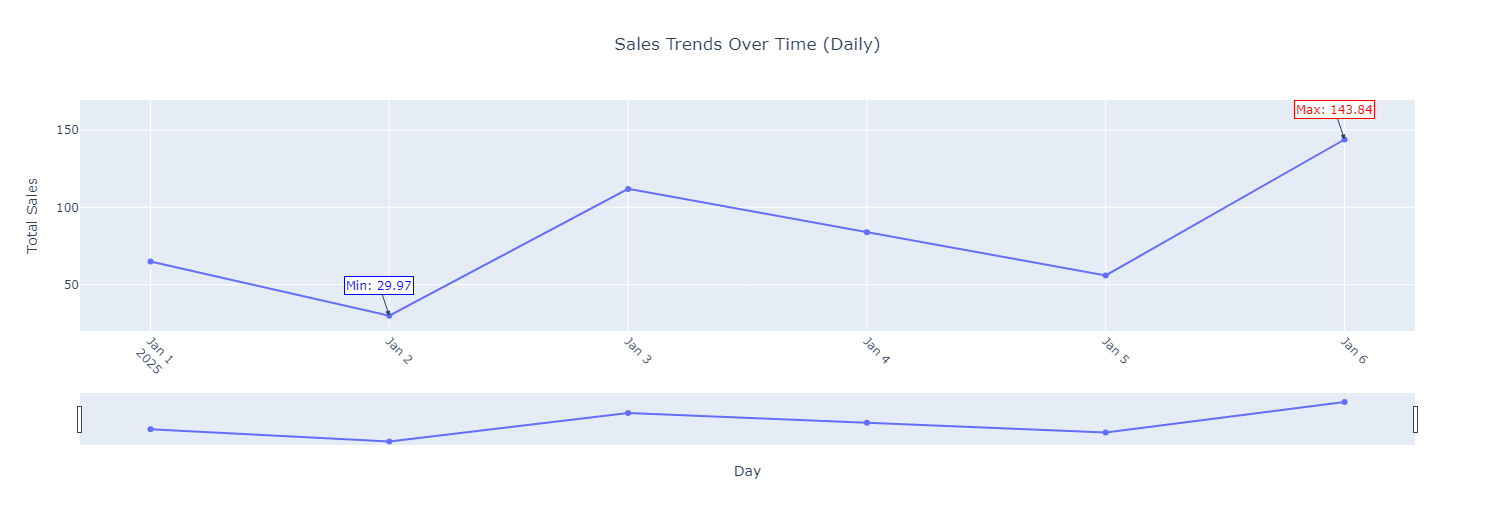 Sales Trends Over Time (Daily)
Total Sales
150
100
50
Max: 143.84
Min: 29.97
Jan 1
2025
Jan 2
Jan 3
Jan 4
Jan 5
Jan 6
Day